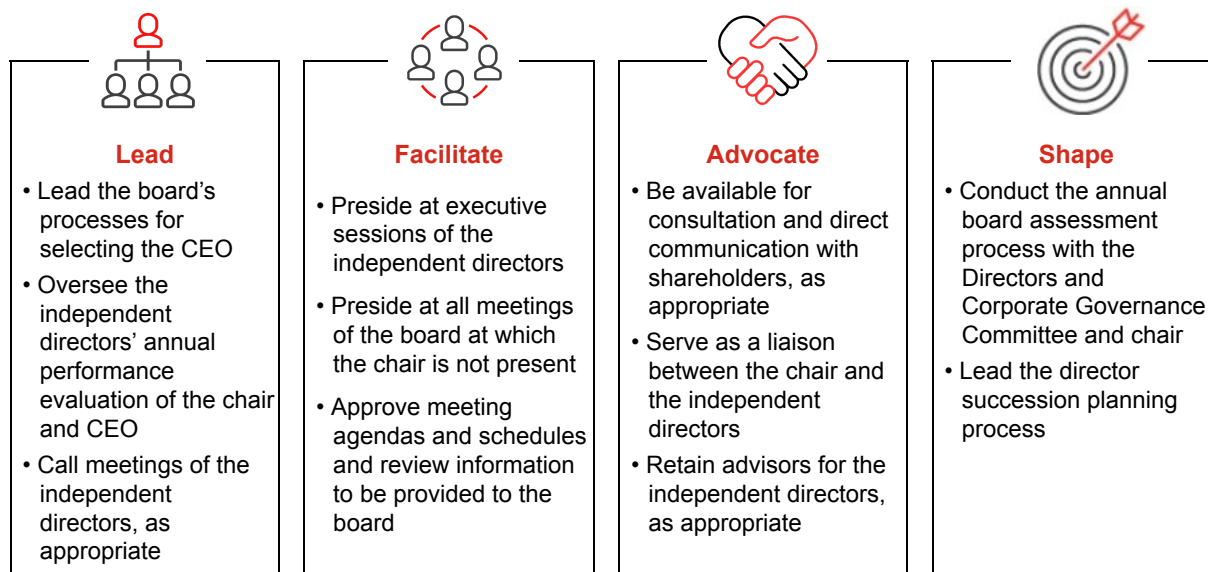 Lead
• Lead the board’s
processes for
selecting the CEO
• Oversee the
independent
directors’ annual
performance
evaluation of the chair
and CEO
• Call meetings of the
independent
directors, as
appropriate
Facilitate
• Preside at executive
sessions of the
independent directors
• Preside at all meetings
of the board at which
the chair is not present
• Approve meeting
agendas and schedules
and review information
to be provided to the
board
Advocate
• Be available for
consultation and direct
communication with
shareholders, as
appropriate
• Serve as a liaison
between the chair and
the independent
directors
• Retain advisors for the
independent directors,
as appropriate
Shape
• Conduct the annual
board assessment
process with the
Directors and
Corporate Governance
Committee and chair
• Lead the director
succession planning
process